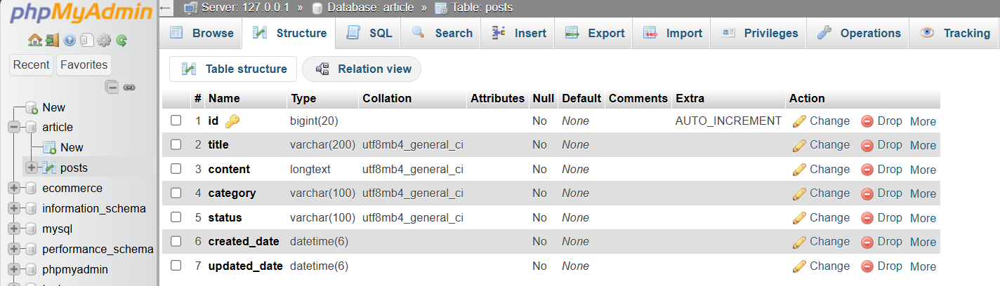 phpMyAdmin
Recent Favorites
New
article
New
posts
ecommerce
information_schema
mysql
performance_schema
phpmyadmin
Server: 127.0.0.1 » Database: article » Table: posts
Browse Structure SQL Search Insert Export Import Privileges Operations Tracking
Table structure Relation view
# Name Type Collation Attributes Null Default Comments Extra Action
1 id bigint(20) No None AUTO_INCREMENT Change Drop More
2 title varchar(200) utf8mb4_general_ci No None Change Drop More
3 content longtext utf8mb4_general_ci No None Change Drop More
4 category varchar(100) utf8mb4_general_ci No None Change Drop More
5 status varchar(100) utf8mb4_general_ci No None Change Drop More
6 created_date datetime(6) No None Change Drop More
7 updated_date datetime(6) No None Change Drop More